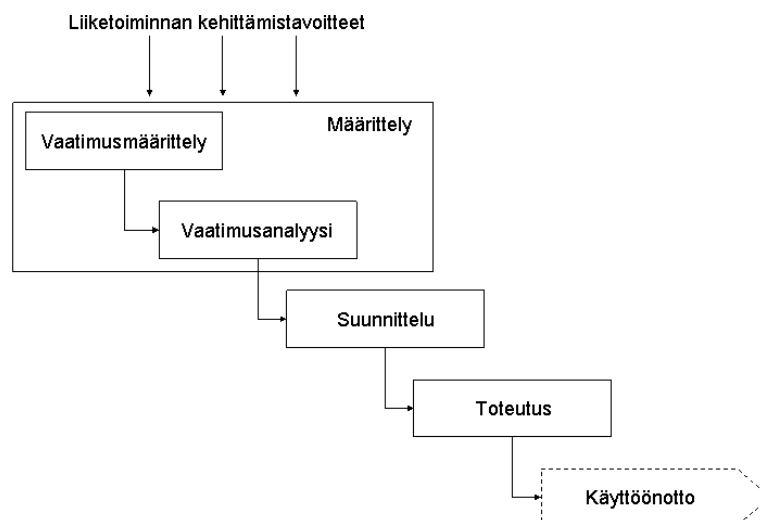 Liiketoiminnan kehittämistavoitteet
Määrittely
Vaatimusmäärittely
Vaatimusanalyysi
Suunnittelu
Toteutus
Käyttöönotto